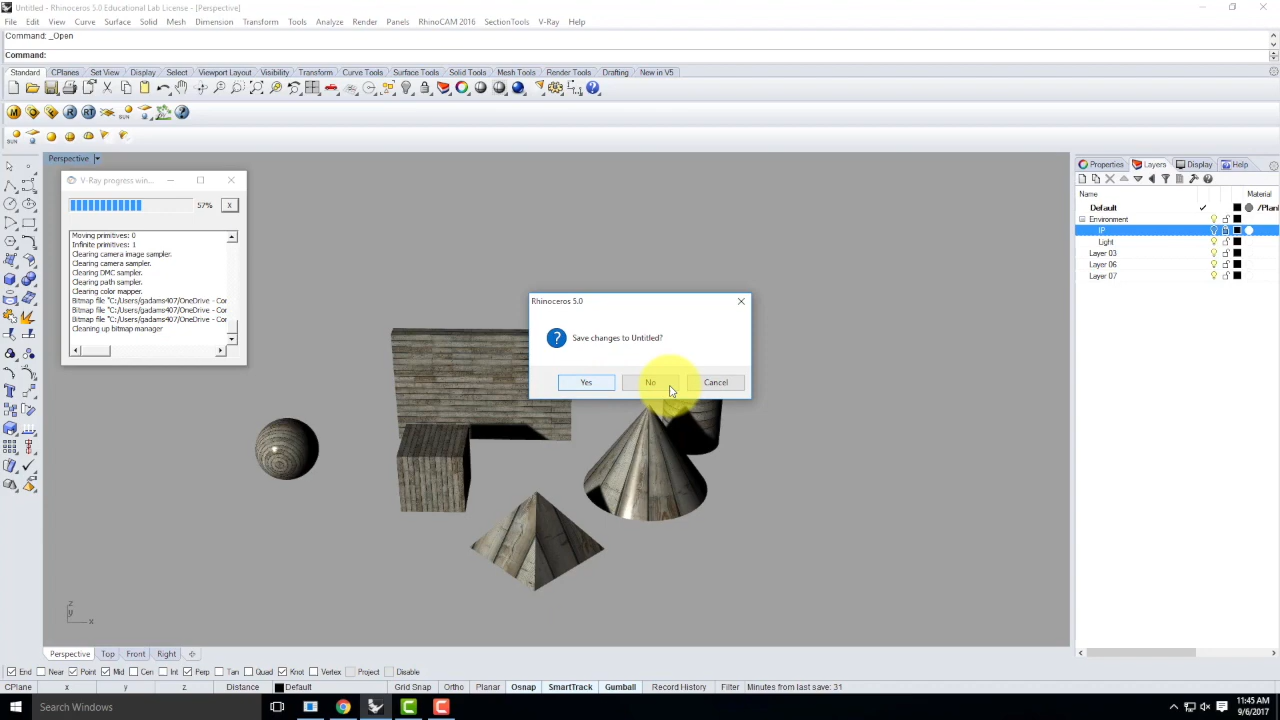 Untitled - Rhinoceros 5.0 Educational Lab License - [Perspective]
File Edit View Curve Surface Solid Mesh Dimension Transform Tools Analyze Render Panels RhinoCAM 2016 SectionTools V-Ray Help
Command: _Open
Command:
Standard CPlanes Set View Display Select Viewport Layout Visibility Transform Curve Tools Surface Tools Solid Tools Mesh Tools Render Tools Drafting New in V5
M R RT
SUN
SUN
Perspective
Properties Layers Display Help
V-Ray progress win...
57% X
Name Material
Default /Plan
Environment
IP
Light
Layer 03
Layer 06
Layer 07
Moving primitives: 0
Infinite primitives: 1
Clearing camera image sampler.
Clearing camera sampler.
Clearing DMC sampler.
Clearing path sampler.
Clearing color mapper.
Bitmap file "C:/Users/gadams407/OneDrive - Cor
Bitmap file "C:/Users/gadams407/OneDrive - Cor
Bitmap file "C:/Users/gadams407/OneDrive - Cor
Cleaning up bitmap manager
Rhinoceros 5.0
Save changes to Untitled?
Yes No Cancel
z
y
x
Perspective Top Front Right
End Near Point Mid Cen Int Perp Tan Quad Knot Vertex Project Disable
CPlane x y z Distance Default Grid Snap Ortho Planar Osnap SmartTrack Gumball Record History Filter Minutes from last save: 31
Search Windows
11:45 AM
9/6/2017